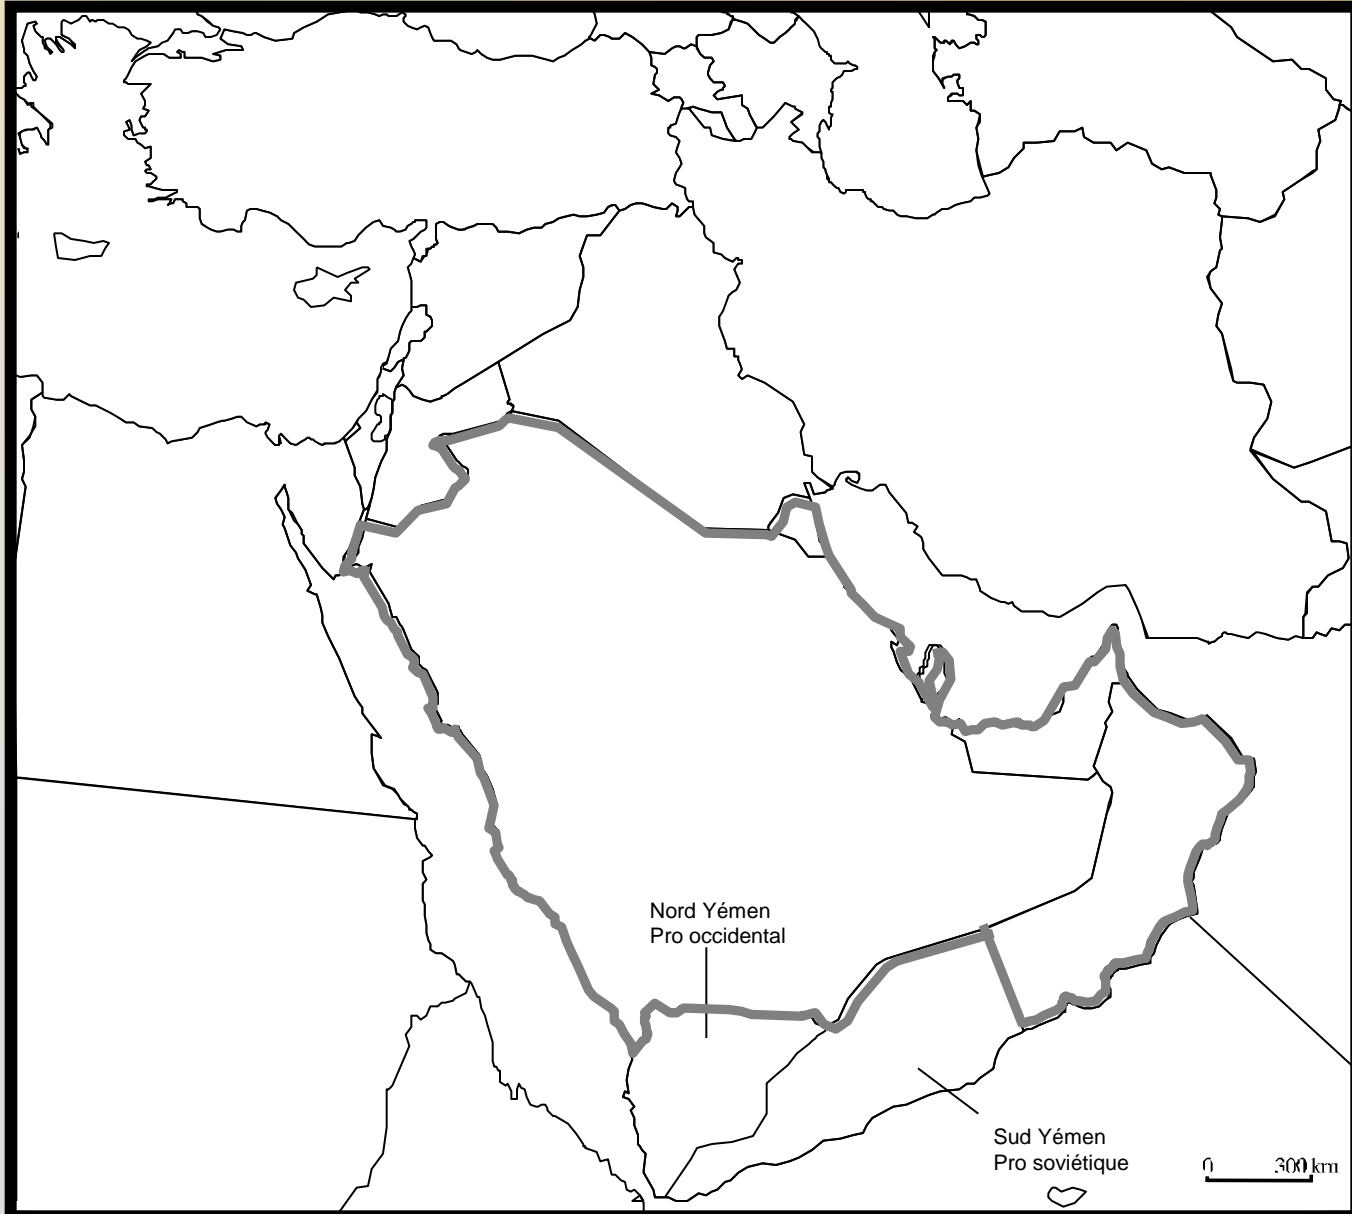 Nord Yémen
Pro occidental
Sud Yémen
Pro soviétique
0 300 km